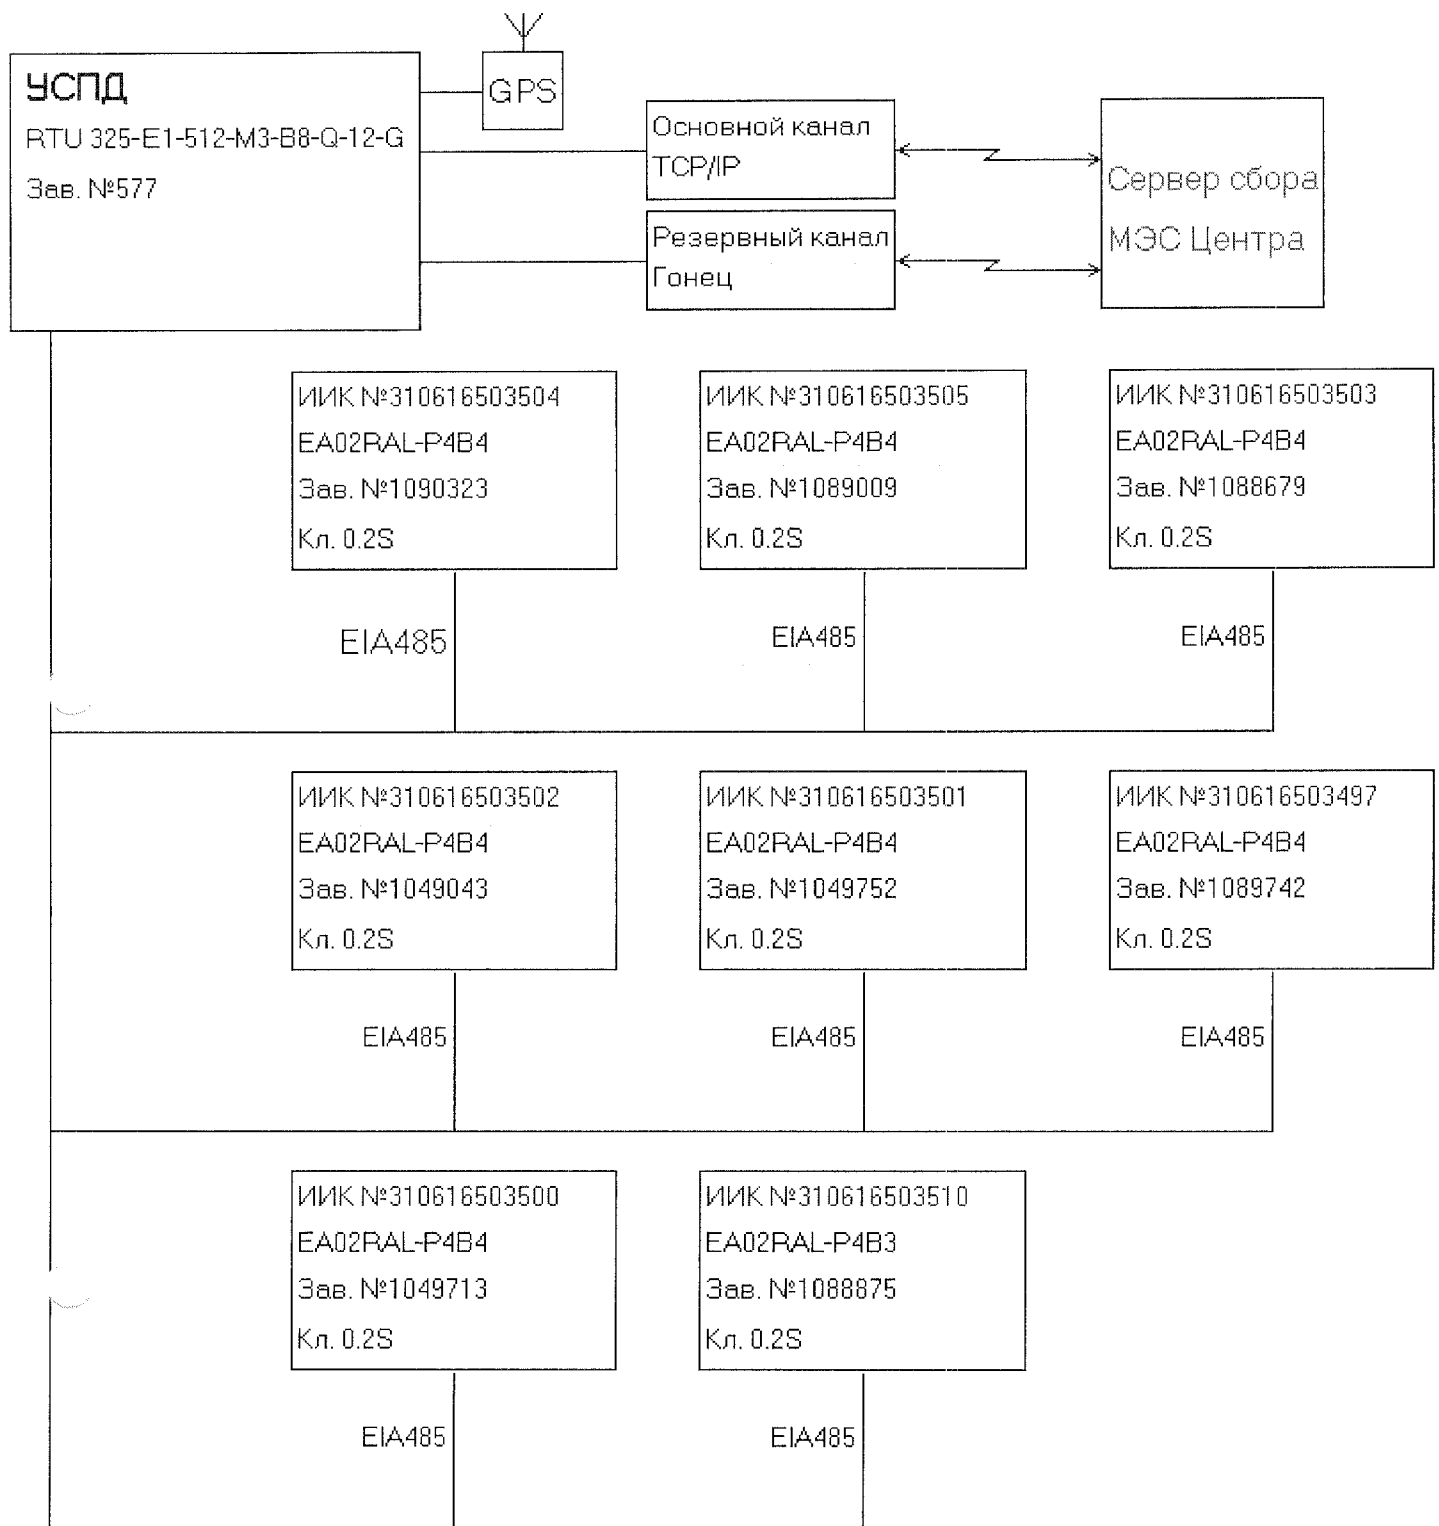 УСПД
RTU 325-E1-512-M3-B8-Q-12-G
Зав. №577
GPS
Основной канал
TCP/IP
Резервный канал
Гонец
Сервер сбора
МЭС Центра
ИИК №310616503504
EA02RAL-P4B4
Зав. №1090323
Кл. 0.2S
EIA485
ИИК №310616503505
EA02RAL-P4B4
Зав. №1089009
Кл. 0.2S
EIA485
ИИК №310616503503
EA02RAL-P4B4
Зав. №1088679
Кл. 0.2S
EIA485
ИИК №310616503502
EA02RAL-P4B4
Зав. №1049043
Кл. 0.2S
EIA485
ИИК №310616503501
EA02RAL-P4B4
Зав. №1049752
Кл. 0.2S
EIA485
ИИК №310616503497
EA02RAL-P4B4
Зав. №1089742
Кл. 0.2S
EIA485
ИИК №310616503500
EA02RAL-P4B4
Зав. №1049713
Кл. 0.2S
EIA485
ИИК №310616503510
EA02RAL-P4B3
Зав. №1088875
Кл. 0.2S
EIA485